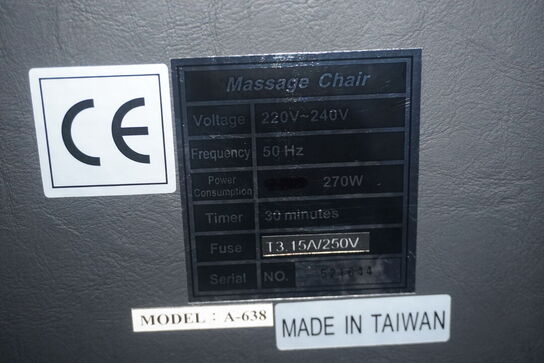 CE
Massage Chair
Voltage 220V~240V
Frequency 50 Hz
Power
Consumption 270W
Timer 30 minutes
Fuse T3.15A/250V
Serial NO.
MODEL : A-638
MADE IN TAIWAN